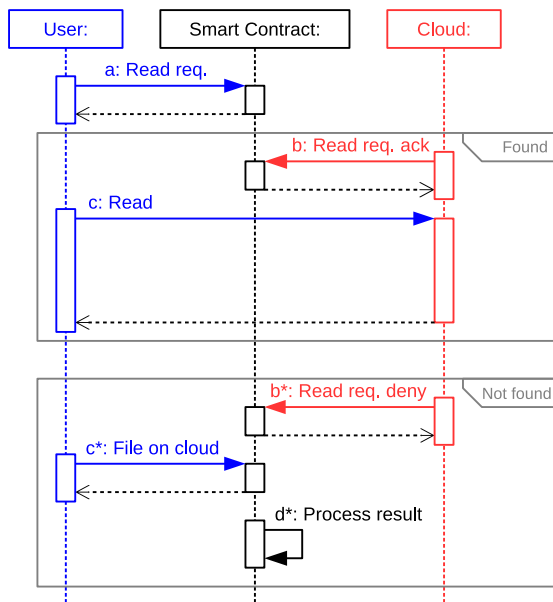 User:
Smart Contract:
Cloud:
a: Read req.
Found
b: Read req. ack
c: Read
Not found
b*: Read req. deny
c*: File on cloud
d*: Process result